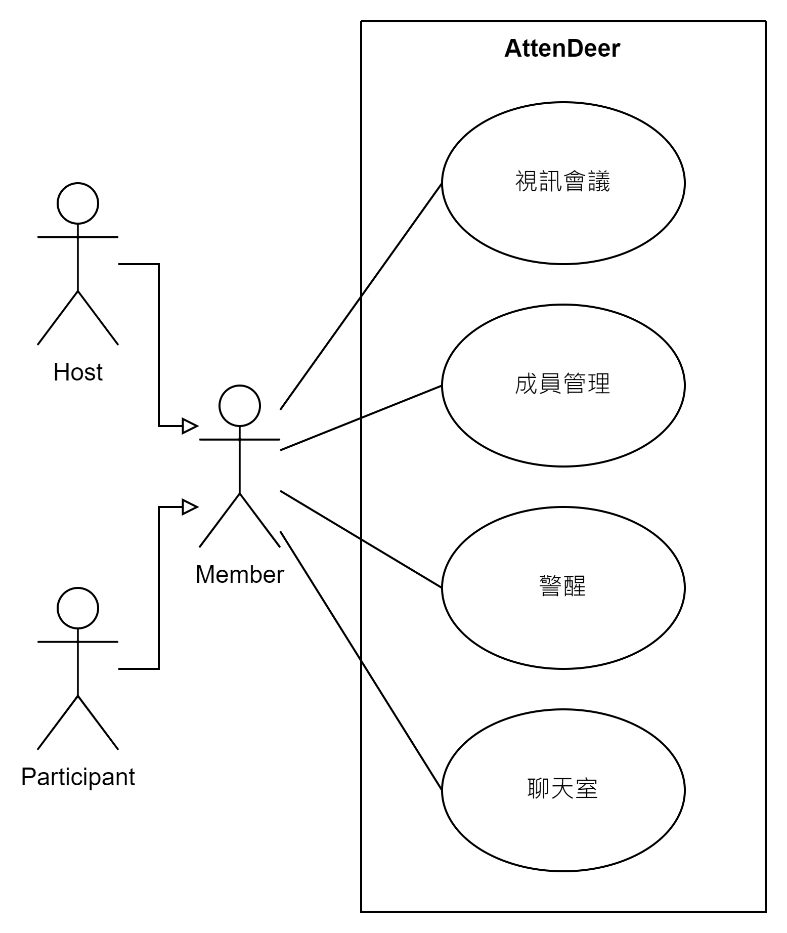 AttenDeer
視訊會議
Host
成員管理
Member
警醒
Participant
聊天室